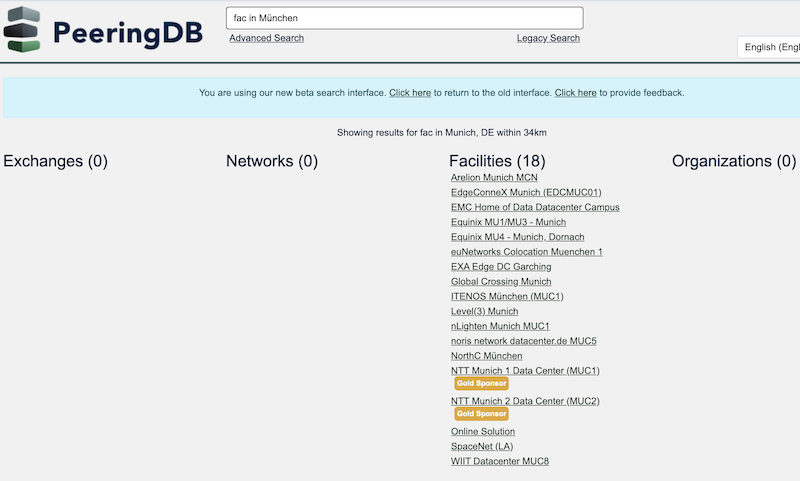 PeeringDB
fac in München
Advanced Search
Legacy Search
English (Engl
You are using our new beta search interface. Click here to return to the old interface. Click here to provide feedback.
Showing results for fac in Munich, DE within 34km
Exchanges (0)
Networks (0)
Facilities (18)
Arelion Munich MCN
EdgeConneX Munich (EDCMUC01)
EMC Home of Data Datacenter Campus
Equinix MU1/MU3 - Munich
Equinix MU4 - Munich, Dornach
euNetworks Colocation Muenchen 1
EXA Edge DC Garching
Global Crossing Munich
ITENOS München (MUC1)
Level(3) Munich
nLighten Munich MUC1
noris network datacenter.de MUC5
NorthC München
NTT Munich 1 Data Center (MUC1)
Gold Sponsor
NTT Munich 2 Data Center (MUC2)
Gold Sponsor
Online Solution
SpaceNet (LA)
WIIT Datacenter MUC8
Organizations (0)